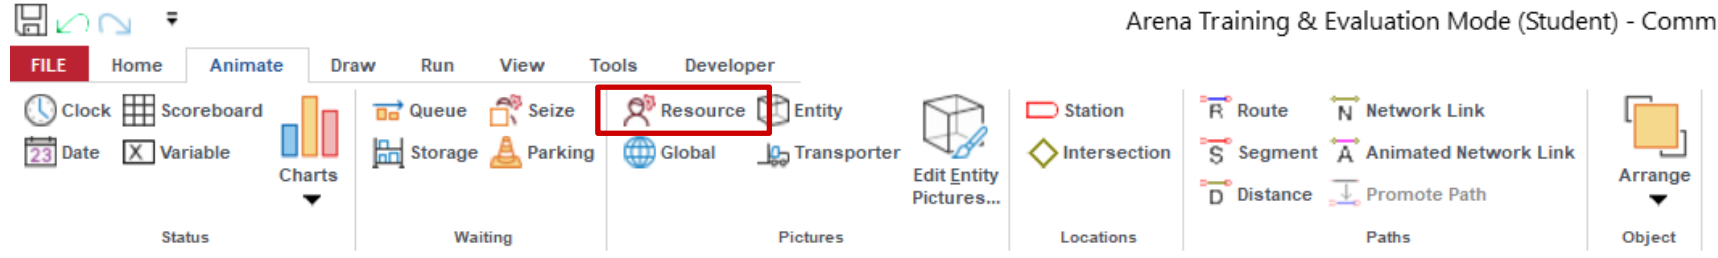 Arena Training & Evaluation Mode (Student) - Comm
FILE Home Animate Draw Run View Tools Developer
Clock Scoreboard Queue Seize Resource Entity Station Route Network Link
23 Date X Variable Storage Parking Global Transporter Intersection S Segment A Animated Network Link
Charts Edit Entity Pictures... D Distance Promote Path Arrange
Status Waiting Pictures Locations Paths Object